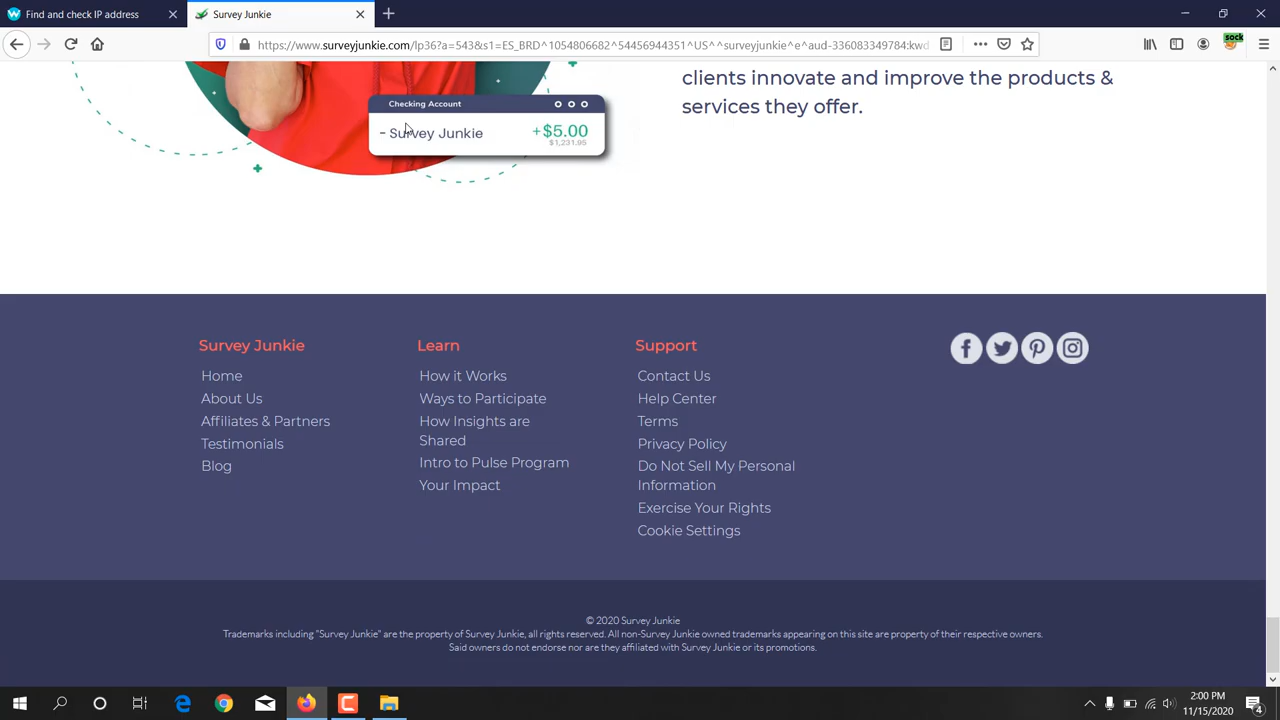 Find and check IP address
Survey Junkie
sock
https://www.surveyjunkie.com/lp36?a=543&s1=ES_BRD^1054806682^54456944351^US^^surveyjunkie^e^aud-336083349784:kwd
clients innovate and improve the products &
services they offer.
Checking Account
- Survey Junkie
+$5.00
$1,231.95
Survey Junkie
Home
About Us
Affiliates & Partners
Testimonials
Blog
Learn
How it Works
Ways to Participate
How Insights are
Shared
Intro to Pulse Program
Your Impact
Support
Contact Us
Help Center
Terms
Privacy Policy
Do Not Sell My Personal
Information
Exercise Your Rights
Cookie Settings
© 2020 Survey Junkie
Trademarks including "Survey Junkie" are the property of Survey Junkie, all rights reserved. All non-Survey Junkie owned trademarks appearing on this site are property of their respective owners.
Said owners do not endorse nor are they affiliated with Survey Junkie or its promotions.
2:00 PM
11/15/2020
4